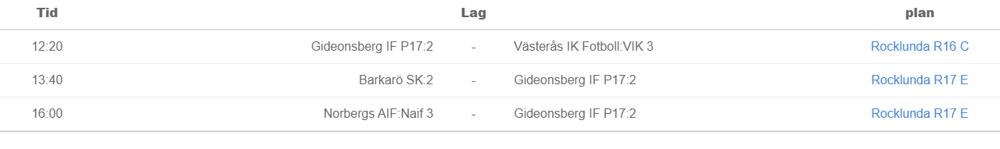 Tid Lag plan
12:20 Gideonsberg IF P17:2 - Västerås IK Fotboll:VIK 3 Rocklunda R16 C
13:40 Barkarö SK:2 - Gideonsberg IF P17:2 Rocklunda R17 E
16:00 Norbergs AIF:Naif 3 - Gideonsberg IF P17:2 Rocklunda R17 E